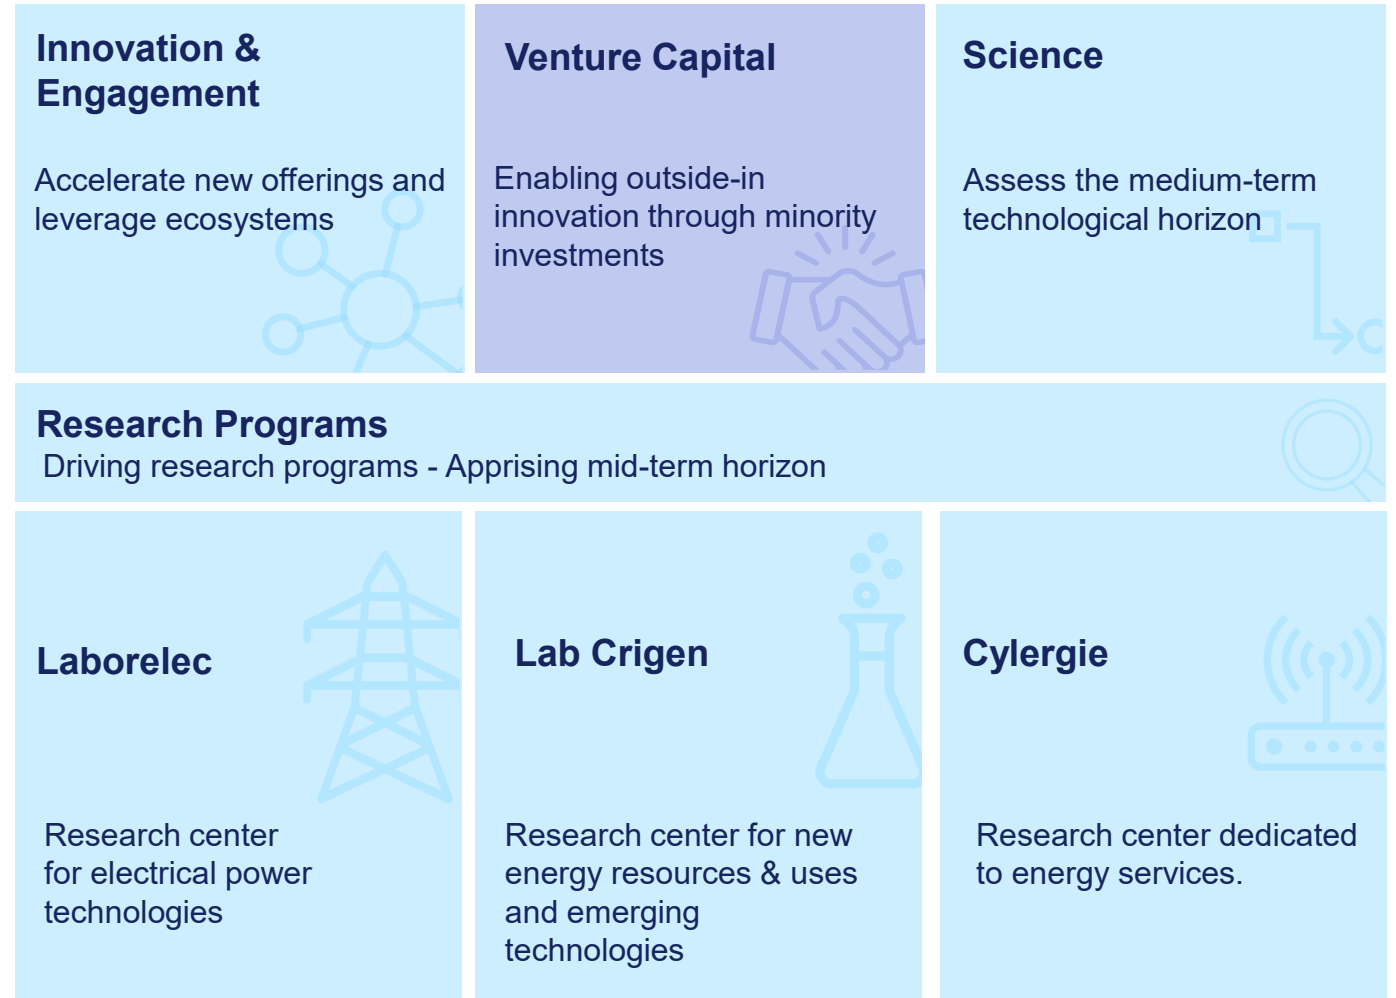 Innovation &
Engagement
Accelerate new offerings and
leverage ecosystems
Venture Capital
Enabling outside-in
innovation through minority
investments
Science
Assess the medium-term
technological horizon
Research Programs
Driving research programs - Apprising mid-term horizon
Laborelec
Research center
for electrical power
technologies
Lab Crigen
Research center for new
energy resources & uses
and emerging
technologies
Cylergie
Research center dedicated
to energy services.